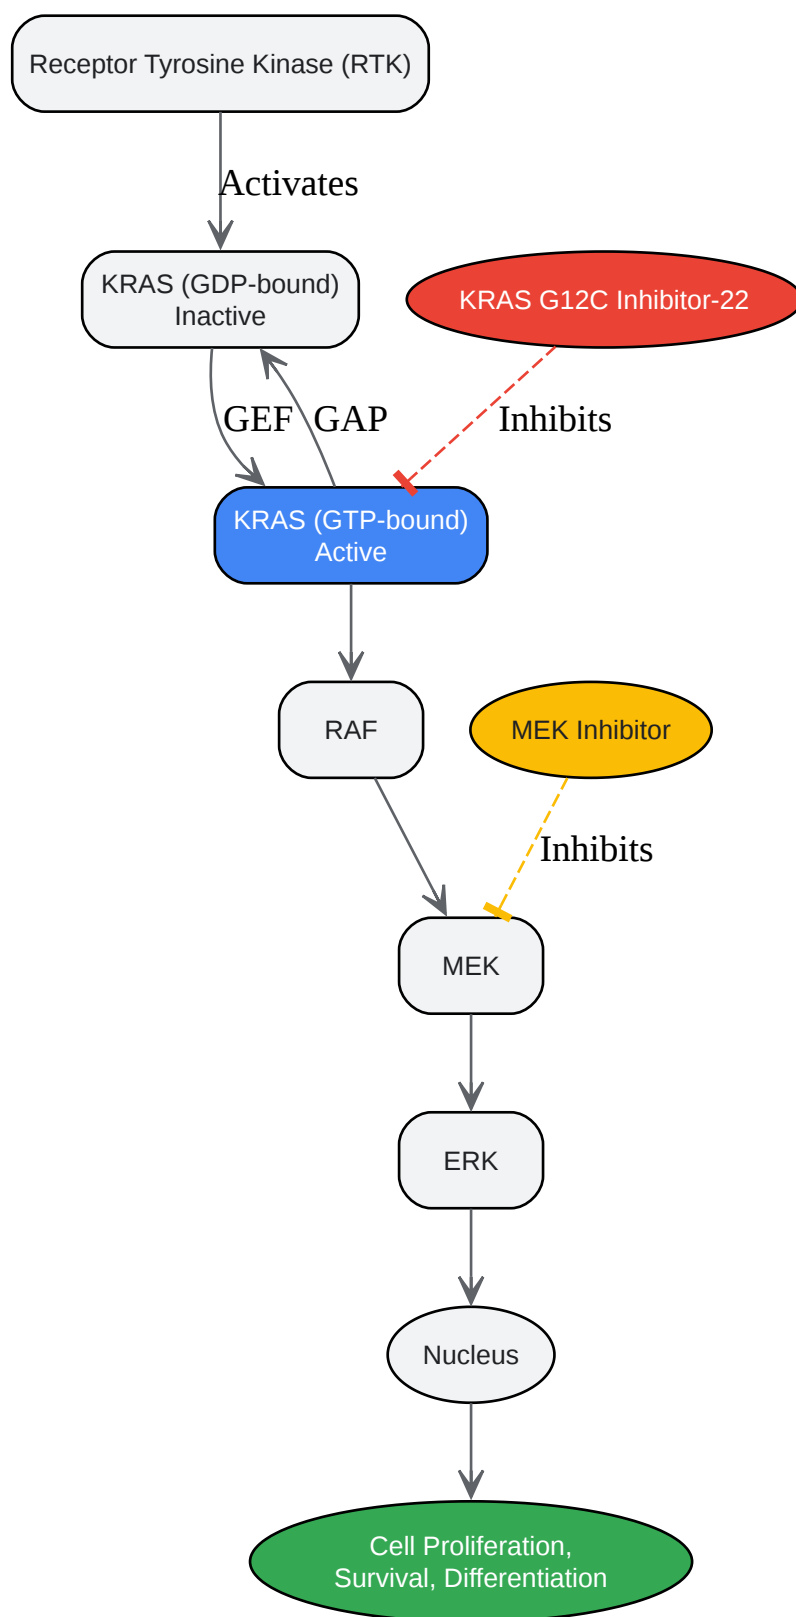 Receptor Tyrosine Kinase (RTK)
Activates
KRAS (GDP-bound)
Inactive
KRAS G12C Inhibitor-22
GEF
GAP
Inhibits
KRAS (GTP-bound)
Active
RAF
MEK Inhibitor
Inhibits
MEK
ERK
Nucleus
Cell Proliferation,
Survival, Differentiation